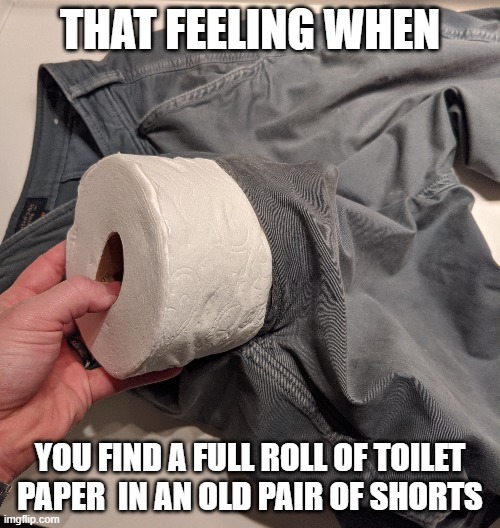 THAT FEELING WHEN
YOU FIND A FULL ROLL OF TOILET
PAPER IN AN OLD PAIR OF SHORTS
imgflip.com